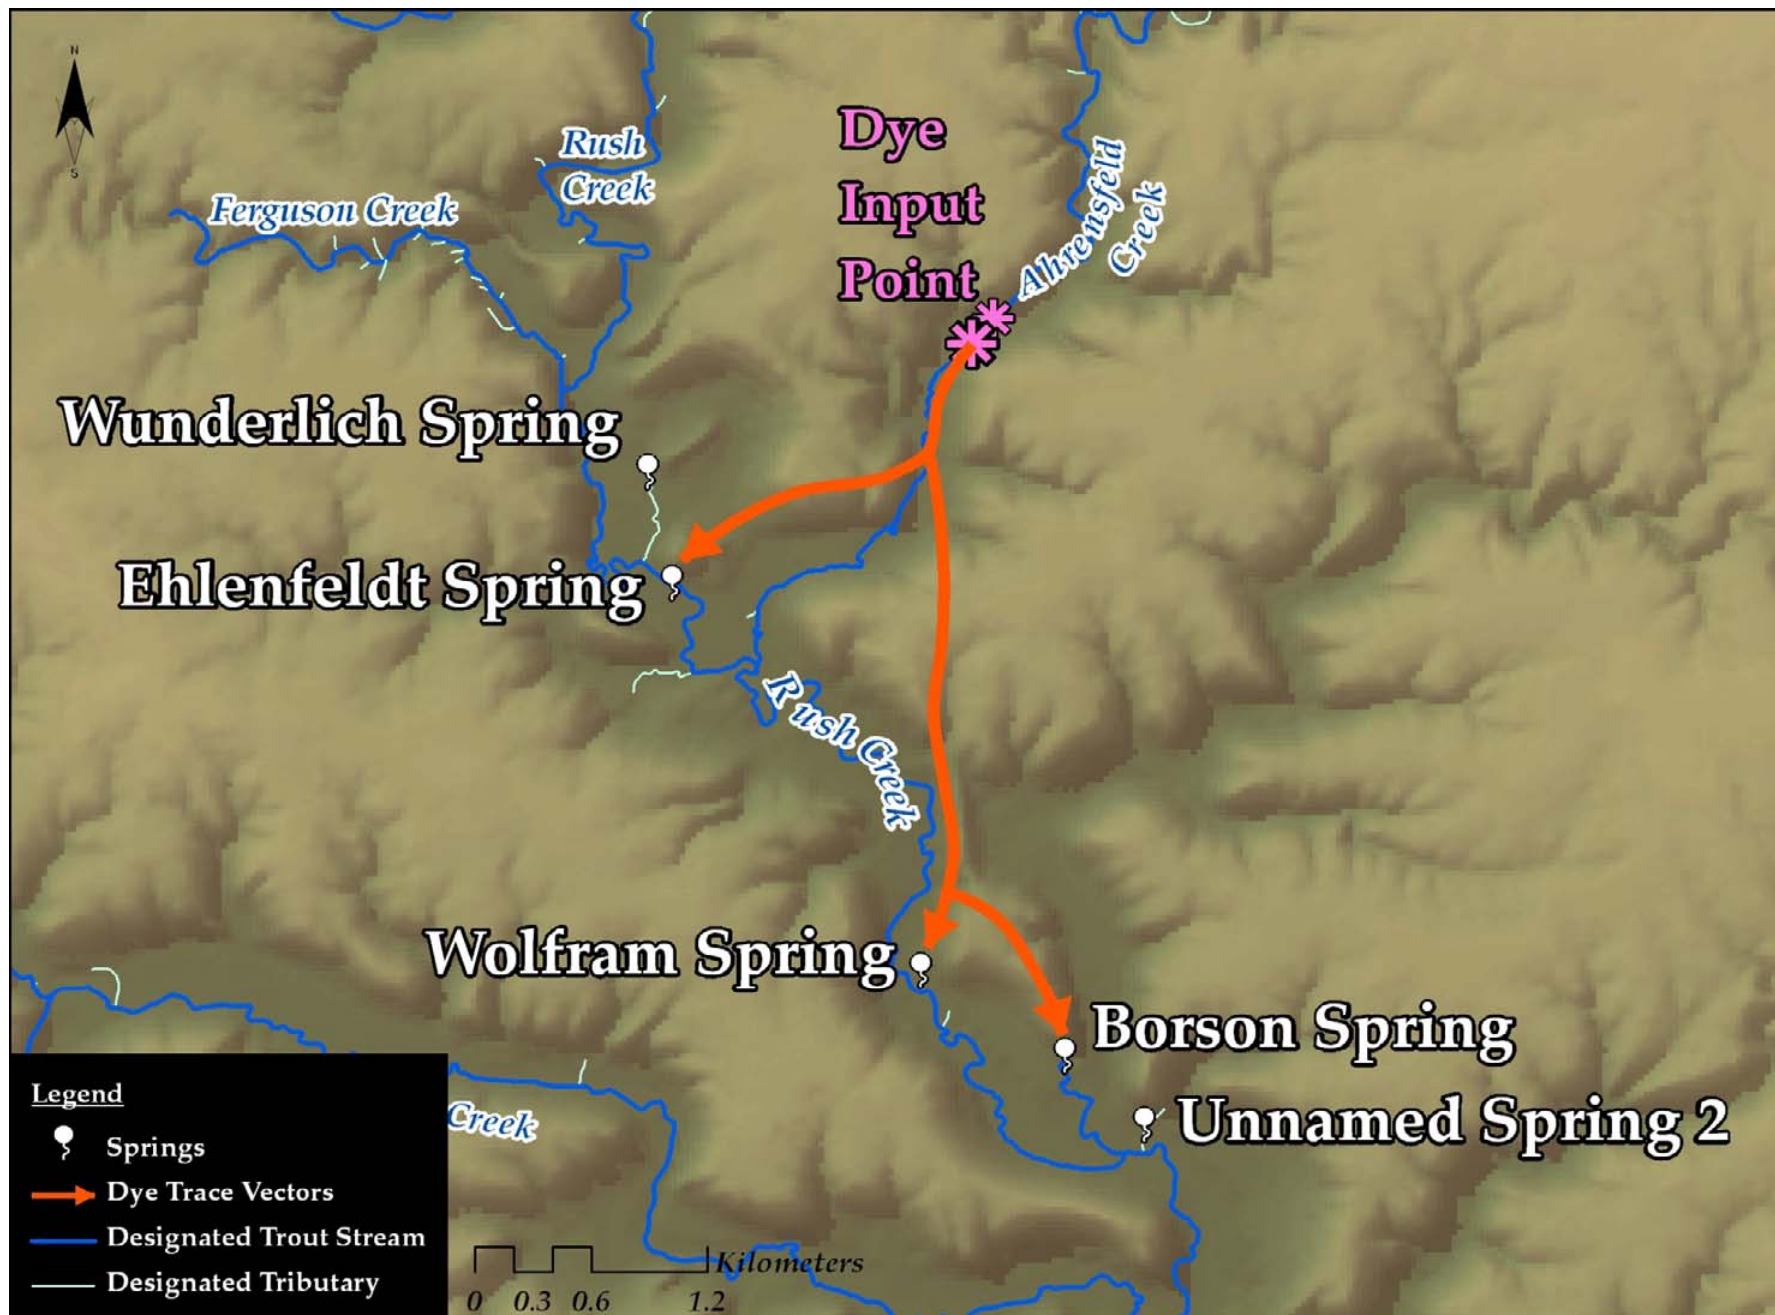 N
S
Rush
Creek
Ferguson Creek
Dye
Input
Point
Ahrensfeld
Creek
Wunderlich Spring
Ehlenfeldt Spring
Rush Creek
Wolfram Spring
Borson Spring
Unnamed Spring 2
Creek
Legend
Springs
Dye Trace Vectors
Designated Trout Stream
Designated Tributary
Kilometers
0 0.3 0.6 1.2